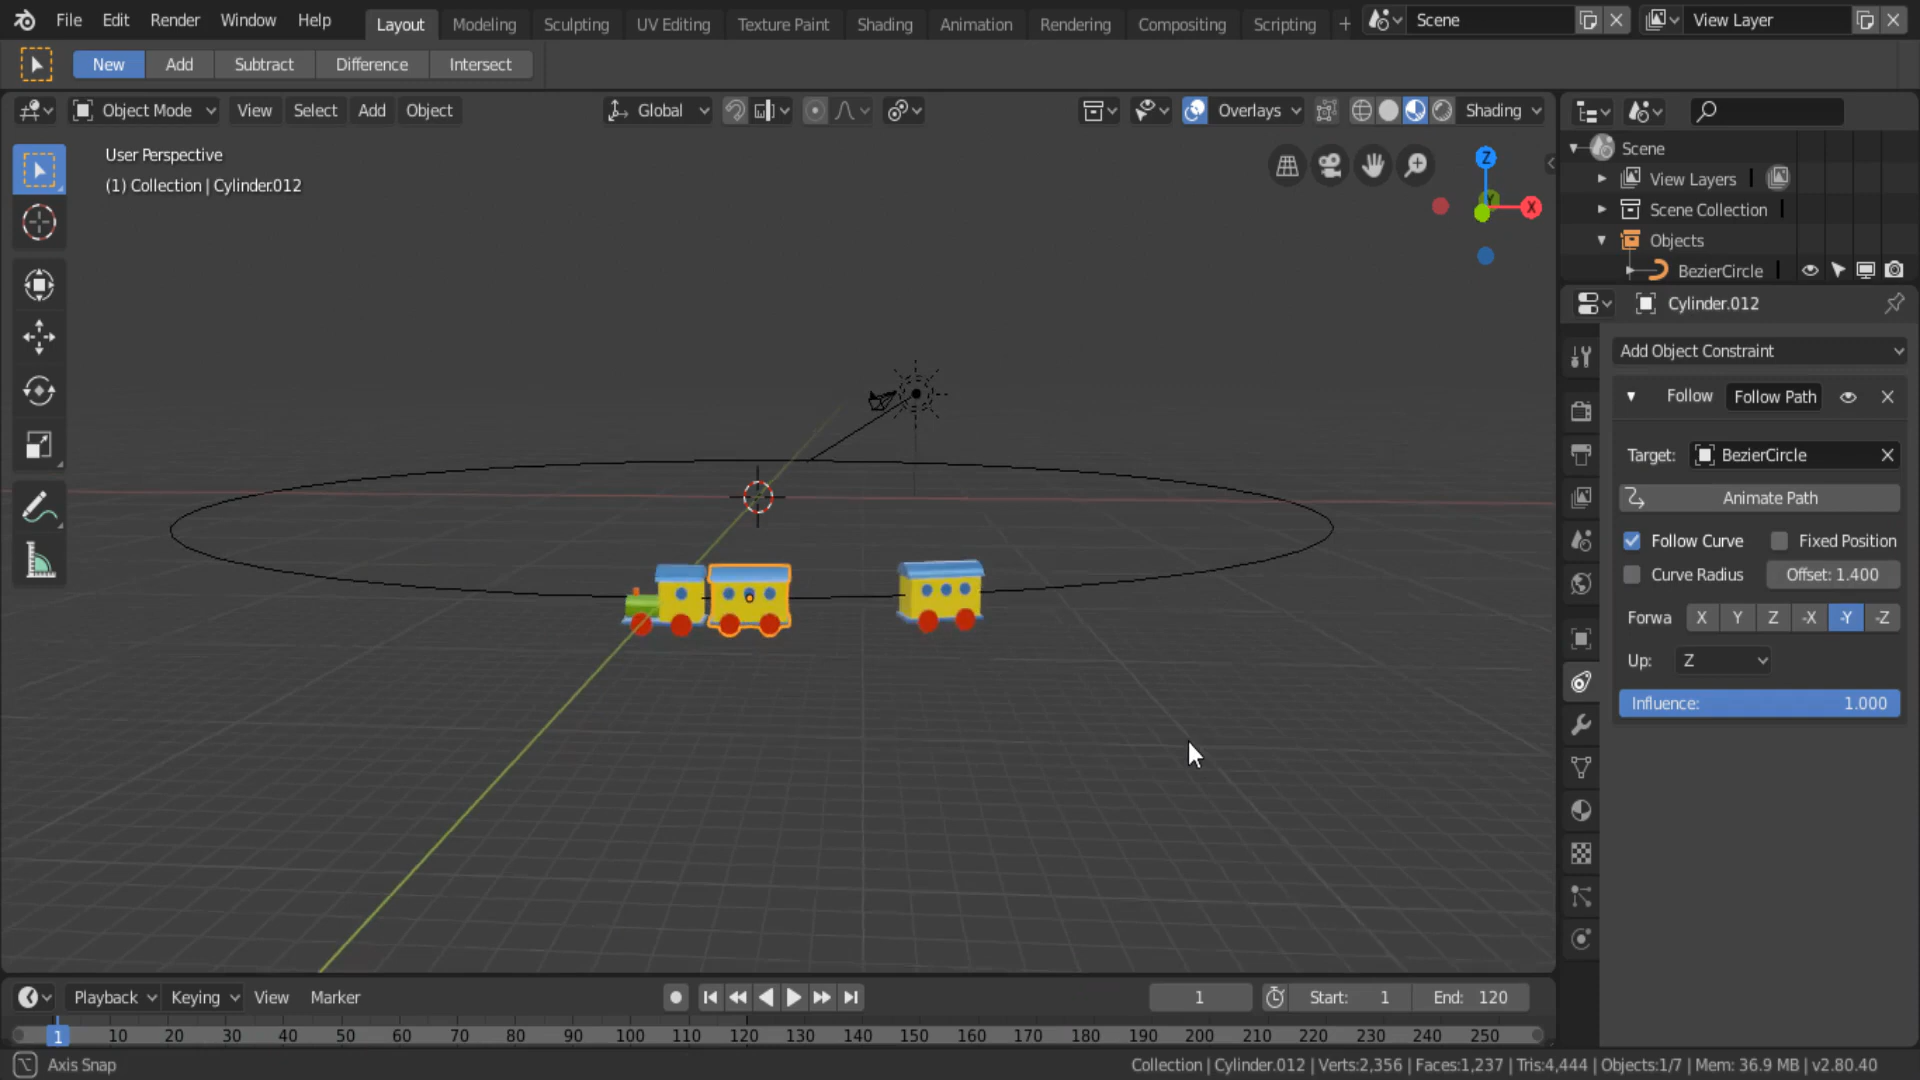 File Edit Render Window Help Layout Modeling Sculpting UV Editing Texture Paint Shading Animation Rendering Compositing Scripting + Scene View Layer
New Add Subtract Difference Intersect
Object Mode View Select Add Object Global Overlays Shading
User Perspective
(1) Collection | Cylinder.012
Z
X
Scene
View Layers
Scene Collection
Objects
BezierCircle
Cylinder.012
Add Object Constraint
Follow Follow Path
Target: BezierCircle
Animate Path
Follow Curve Fixed Position
Curve Radius Offset: 1.400
Forwa X Y Z -X -Y -Z
Up: Z
Influence: 1.000
Playback Keying View Marker 1 Start: 1 End: 120
1 10 20 30 40 50 60 70 80 90 100 110 120 130 140 150 160 170 180 190 200 210 220 230 240 250
Axis Snap Collection | Cylinder.012 | Verts:2,356 | Faces:1,237 | Tris:4,444 | Objects:1/7 | Mem: 36.9 MB | v2.80.40